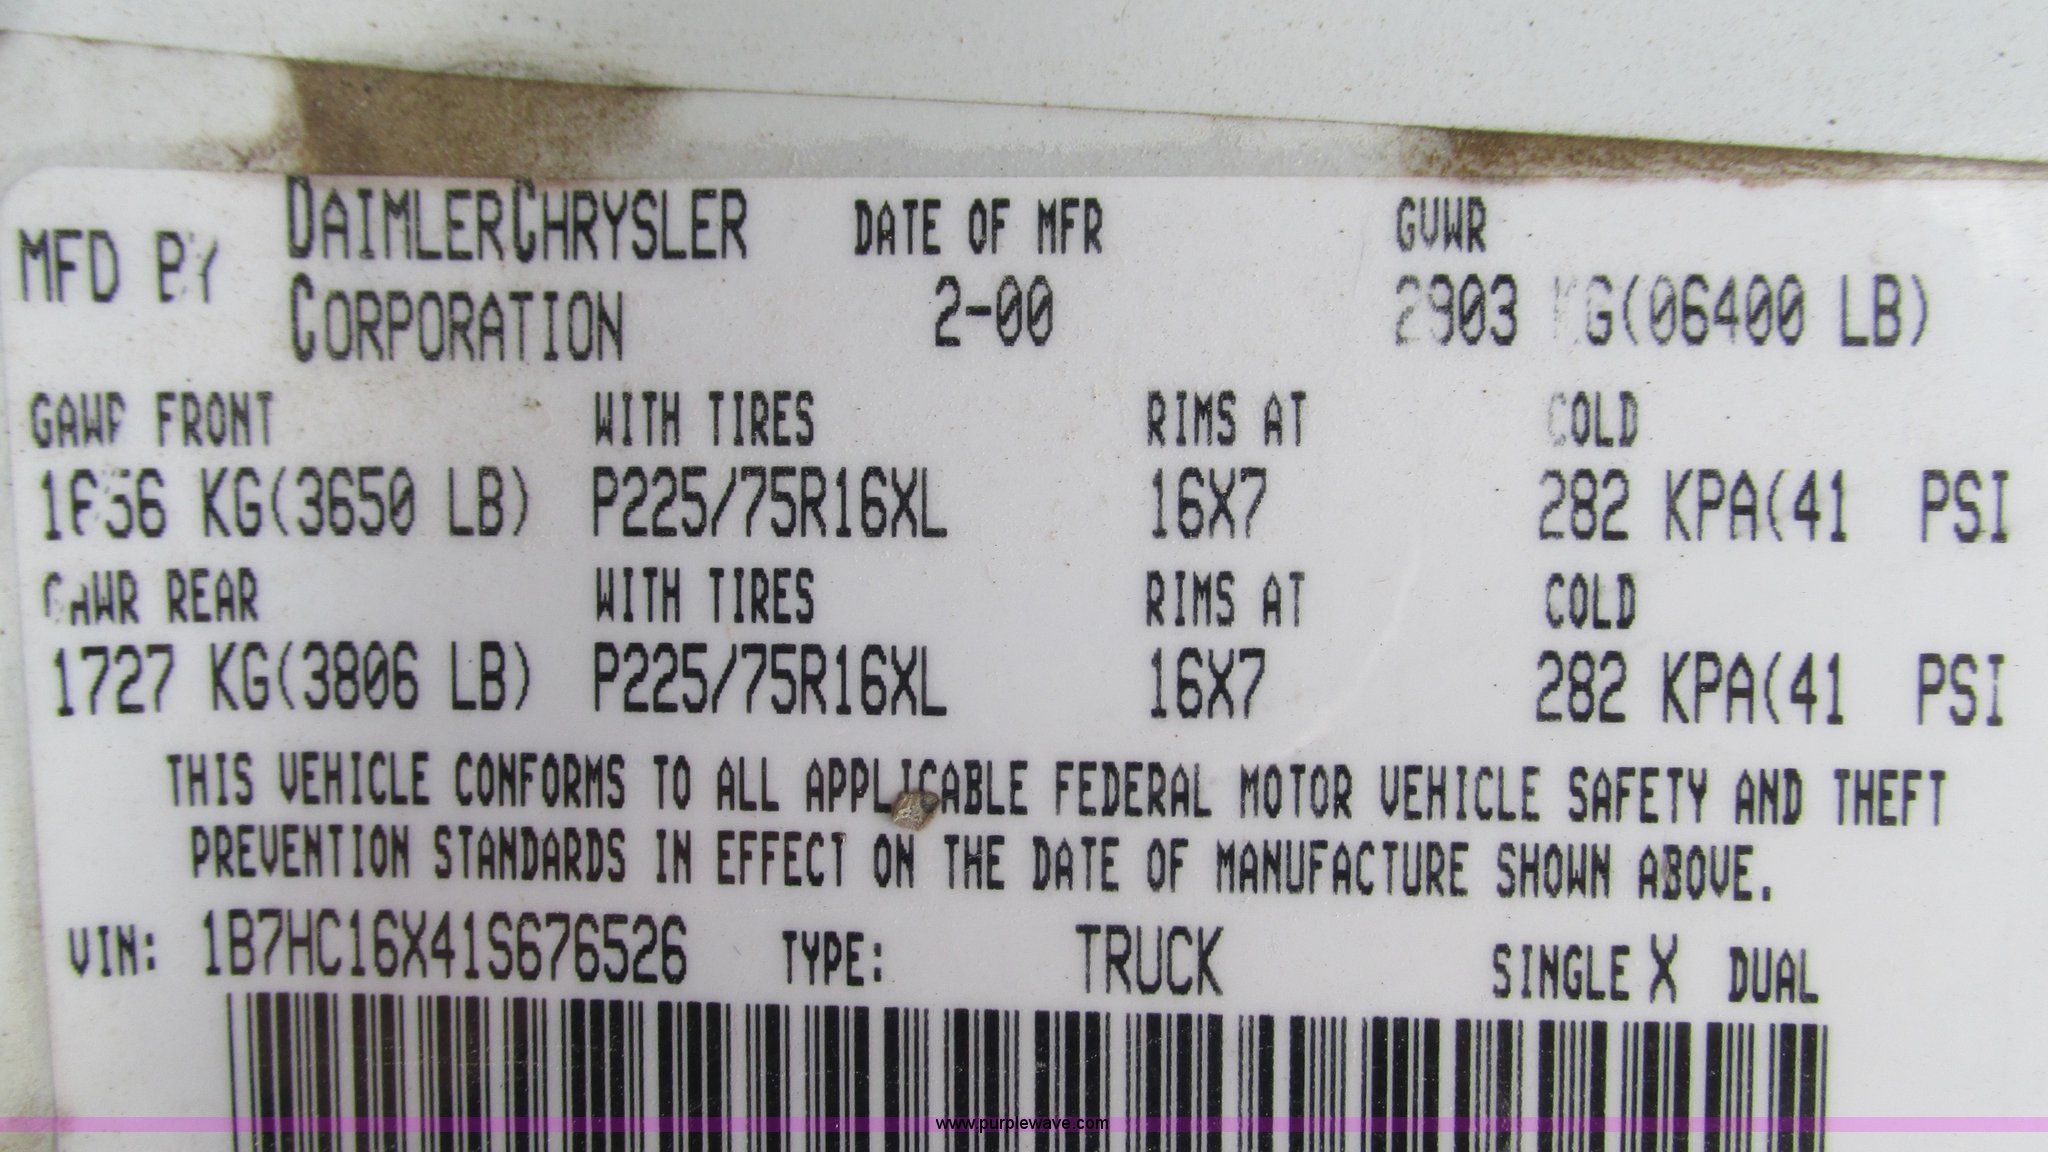 MFD BY DAIMLERCHRYSLER CORPORATION DATE OF MFR 2-00 GVWR 2903 KG(06400 LB)
GAWR FRONT WITH TIRES RIMS AT COLD
1656 KG(3650 LB) P225/75R16XL 16X7 282 KPA(41 PSI
GAWR REAR WITH TIRES RIMS AT COLD
1727 KG(3806 LB) P225/75R16XL 16X7 282 KPA(41 PSI
THIS VEHICLE CONFORMS TO ALL APPLICABLE FEDERAL MOTOR VEHICLE SAFETY AND THEFT
PREVENTION STANDARDS IN EFFECT ON THE DATE OF MANUFACTURE SHOWN ABOVE.
VIN: 1B7HC16X41S676526 TYPE: TRUCK SINGLE X DUAL
www.purplewave.com